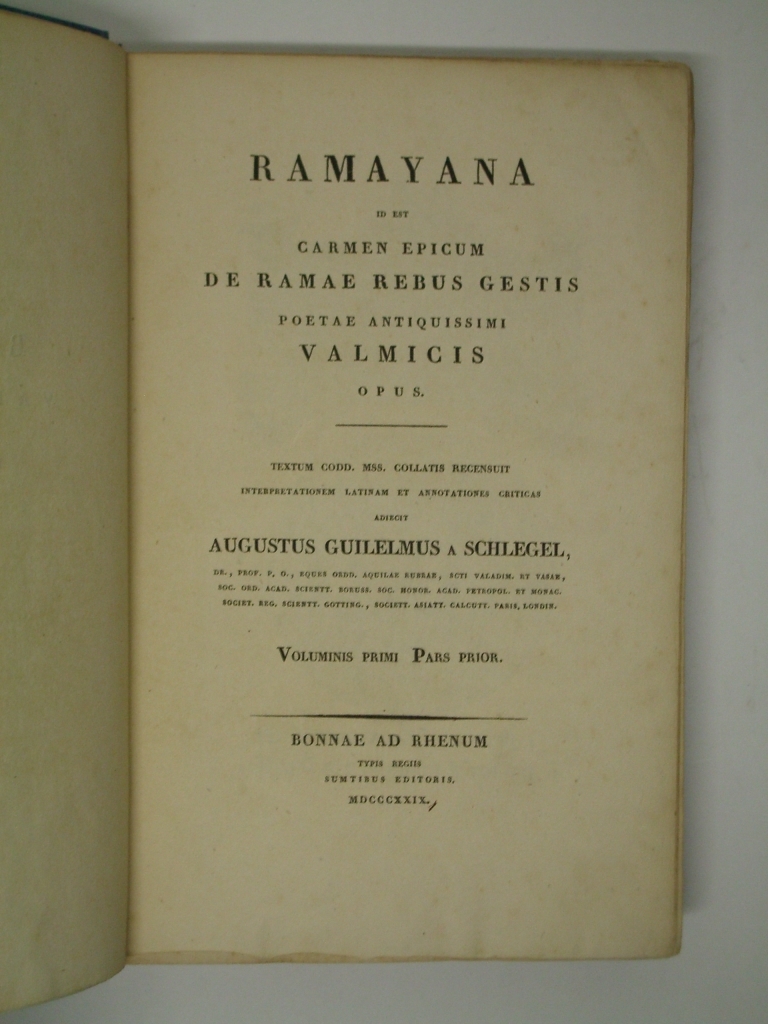 RAMAYANA
ID EST
CARMEN EPICUM
DE RAMAE REBUS GESTIS
POETAE ANTIQUISSIMI
VALMICIS
OPUS.
TEXTUM CODD. MSS. COLLATIS RECENSUIT
INTERPRETATIONEM LATINAM ET ANNOTATIONES CRITICAS
ADIECIT
AUGUSTUS GUILELMUS A SCHLEGEL,
DR., PROF. P. O., EQUES ORDD. AQUILAE RUBRAE, SCTI VALADIM. ET VASAE,
SOC. ORD. ACAD. SCIENTT. BORUSS. SOC. HONOR. ACAD. PETROPOL. ET MONAC.
SOCIET. REG. SCIENTT. GOTTING., SOCIETT. ASIATT. CALCUTT. PARIS, LONDIN.
VOLUMINIS PRIMI PARS PRIOR.
BONNAE AD RHENUM
TYPIS REGIIS
SUMTIBUS EDITORIS.
MDCCCXXIX.